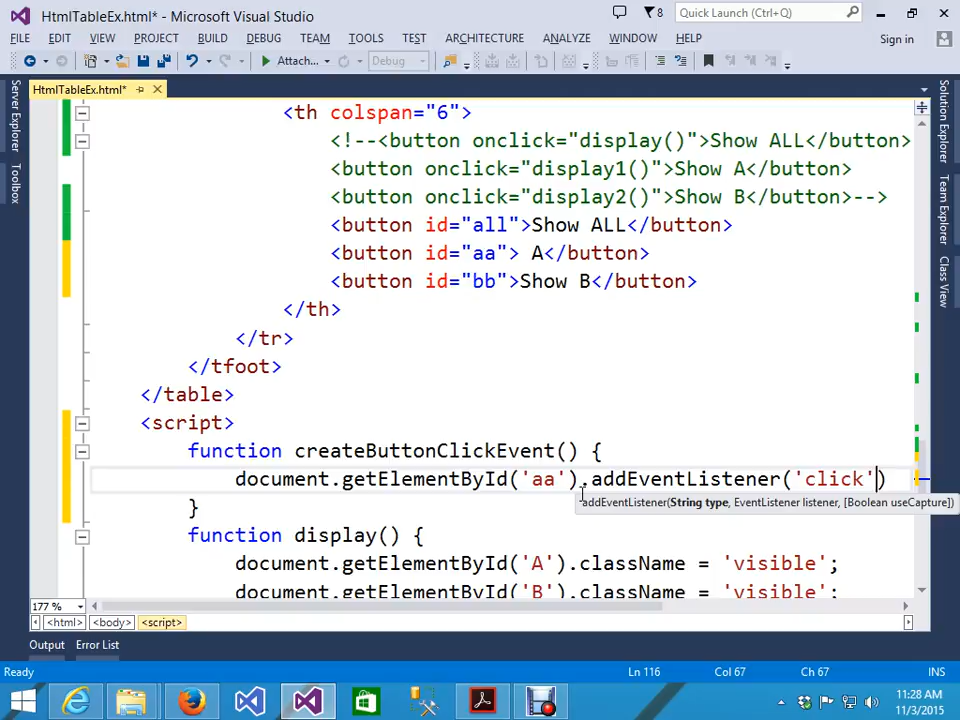 HtmlTableEx.html* - Microsoft Visual Studio
8
Quick Launch (Ctrl+Q)
FILE EDIT VIEW PROJECT BUILD DEBUG TEAM TOOLS TEST ARCHITECTURE ANALYZE WINDOW HELP
Sign in
Attach...
Debug
HtmlTableEx.html*
Server Explorer
Toolbox
Solution Explorer
Team Explorer
Class View
<th colspan="6">
<!--<button onclick="display()">Show ALL</button>
<button onclick="display1()">Show A</button>
<button onclick="display2()">Show B</button>-->
<button id="all">Show ALL</button>
<button id="aa"> A</button>
<button id="bb">Show B</button>
</th>
</tr>
</tfoot>
</table>
<script>
function createButtonClickEvent() {
document.getElementById('aa').addEventListener('click')
addEventListener(String type, EventListener listener, [Boolean useCapture])
}
function display() {
document.getElementById('A').className = 'visible';
document.getElementById('B').className = 'visible';
177 %
<html> <body> <script>
Output Error List
Ready
Ln 116
Col 67
Ch 67
INS
11:28 AM
11/3/2015